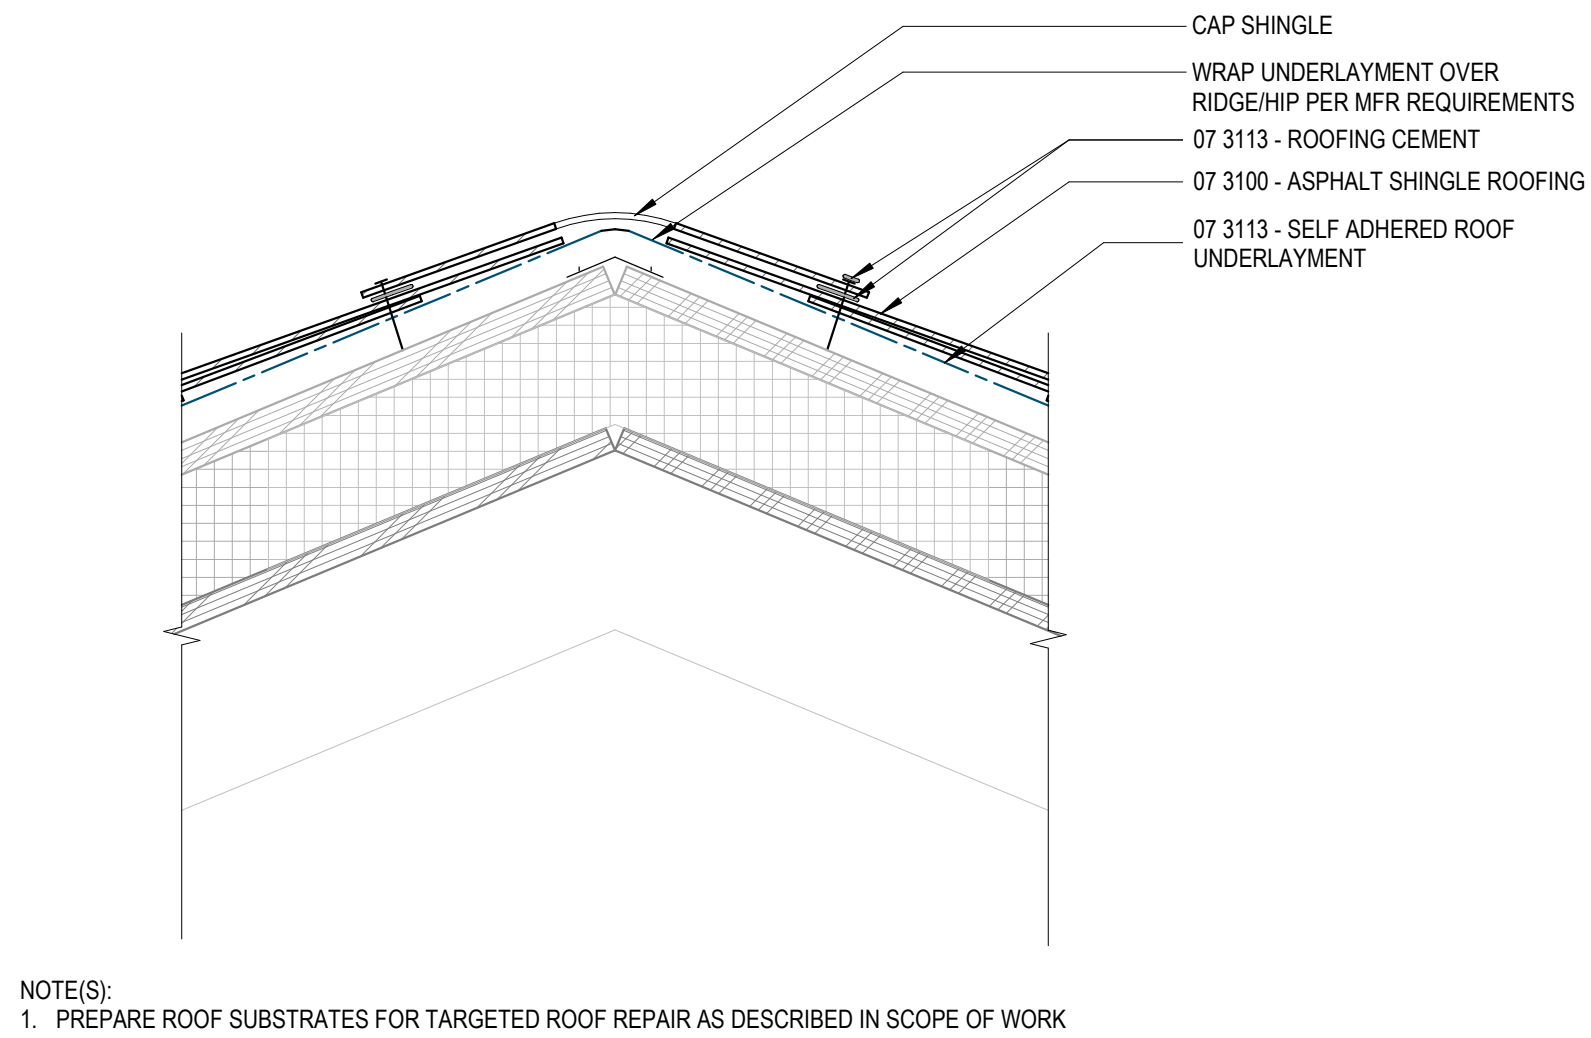 CAP SHINGLE
WRAP UNDERLAYMENT OVER
RIDGE/HIP PER MFR REQUIREMENTS
07 3113 - ROOFING CEMENT
07 3100 - ASPHALT SHINGLE ROOFING
07 3113 - SELF ADHERED ROOF
UNDERLAYMENT
NOTE(S):
1. PREPARE ROOF SUBSTRATES FOR TARGETED ROOF REPAIR AS DESCRIBED IN SCOPE OF WORK